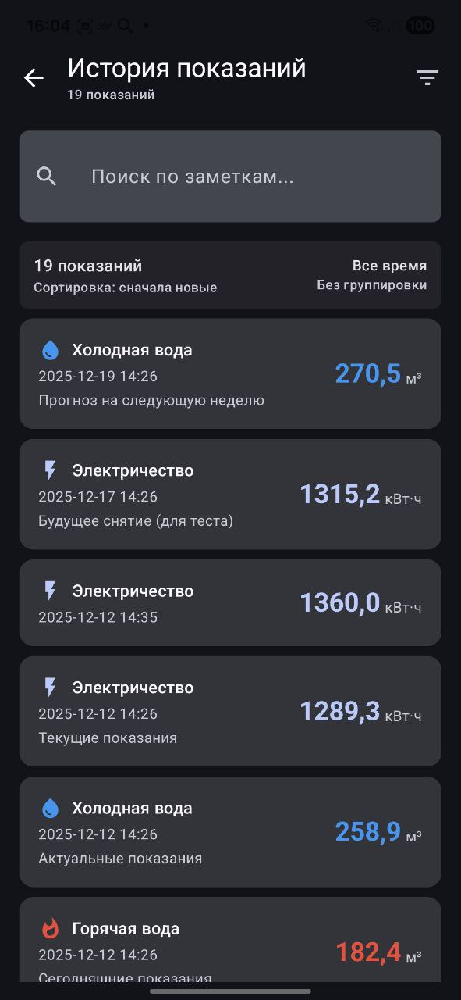 16:04
100
История показаний
19 показаний
Поиск по заметкам...
19 показаний
Все время
Сортировка: сначала новые
Без группировки
Холодная вода
2025-12-19 14:26
270,5 м³
Прогноз на следующую неделю
Электричество
2025-12-17 14:26
1315,2 кВт·ч
Будущее снятие (для теста)
Электричество
2025-12-12 14:35
1360,0 кВт·ч
Электричество
2025-12-12 14:26
1289,3 кВт·ч
Текущие показания
Холодная вода
2025-12-12 14:26
258,9 м³
Актуальные показания
Горячая вода
2025-12-12 14:26
182,4 м³
Сегодняшние показания